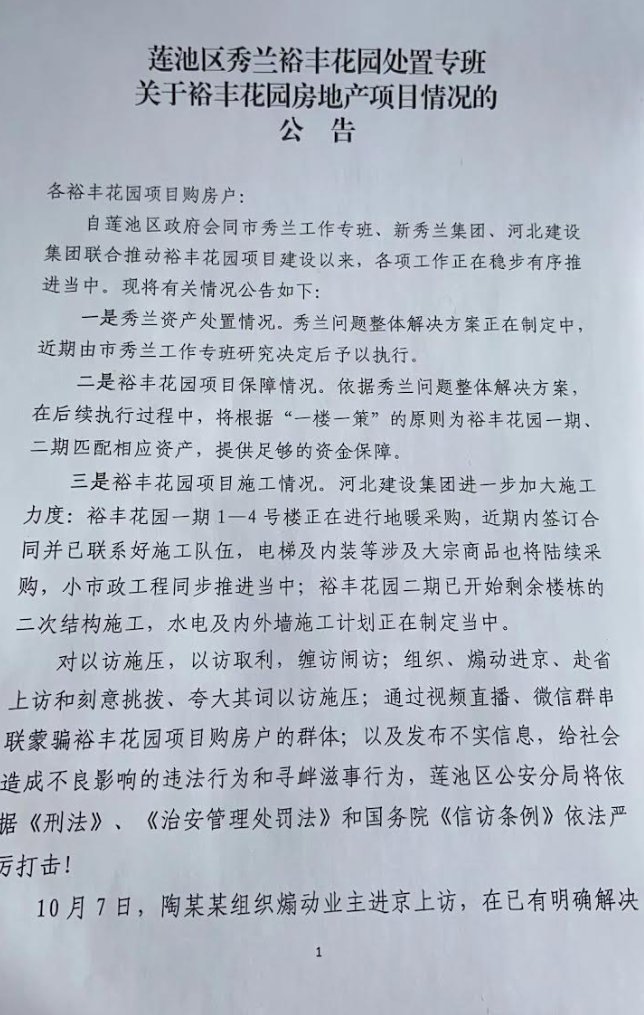 莲池区秀兰裕丰花园处置专班
关于裕丰花园房地产项目情况的
公 告
各裕丰花园项目购房户：
自莲池区政府会同市秀兰工作专班、新秀兰集团、河北建设
集团联合推动裕丰花园项目建设以来，各项工作正在稳步有序推
进当中。现将有关情况公告如下：
一是秀兰资产处置情况。秀兰问题整体解决方案正在制定中，
近期由市秀兰工作专班研究决定后予以执行。
二是裕丰花园项目保障情况。依据秀兰问题整体解决方案，
在后续执行过程中，将根据“一楼一策”的原则为裕丰花园一期、
二期匹配相应资产，提供足够的资金保障。
三是裕丰花园项目施工情况。河北建设集团进一步加大施工
力度：裕丰花园一期1—4号楼正在进行地暖采购，近期内签订合
同并已联系好施工队伍，电梯及内装等涉及大宗商品也将陆续采
购，小市政工程同步推进当中；裕丰花园二期已开始剩余楼栋的
二次结构施工，水电及内外墙施工计划正在制定当中。
对以访施压，以访取利，缠访闹访；组织、煽动进京、赴省
上访和刻意挑拨、夸大其词以访施压；通过视频直播、微信群串
联蒙骗裕丰花园项目购房户的群体；以及发布不实信息，给社会
造成不良影响的违法行为和寻衅滋事行为，莲池区公安分局将依
据《刑法》、《治安管理处罚法》和国务院《信访条例》依法严
厉打击！
10月7日，陶某某组织煽动业主进京上访，在已有明确解决
1